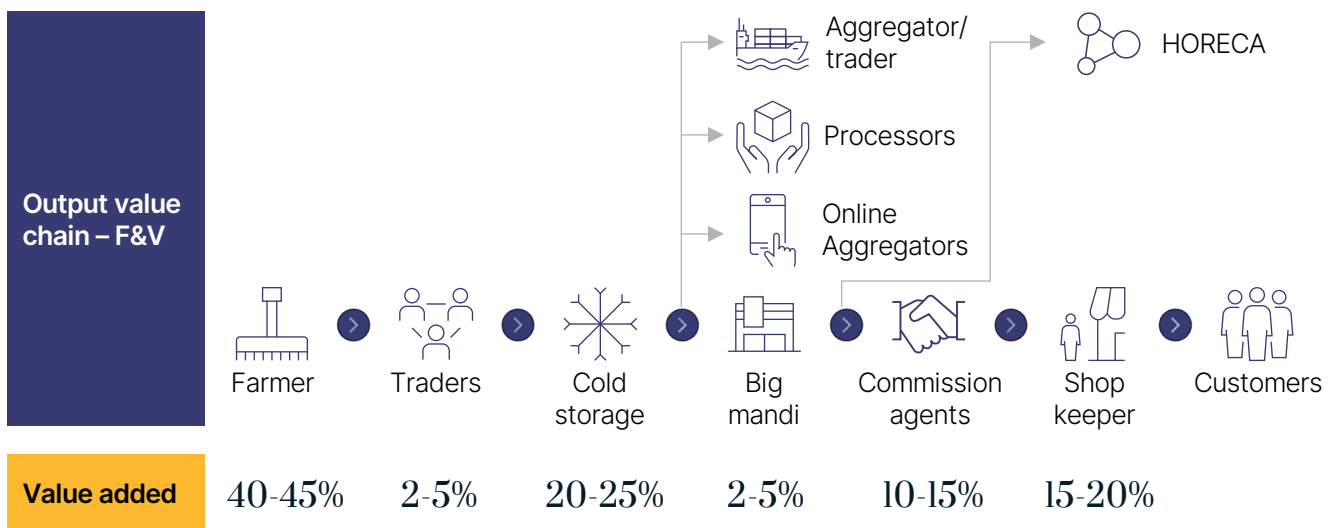 Aggregator/
trader
HORECA
Processors
Output value
chain – F&V
Online
Aggregators
Farmer
Traders
Cold
storage
Big
mandi
Commission
agents
Shop
keeper
Customers
Value added
40-45%
2-5%
20-25%
2-5%
10-15%
15-20%